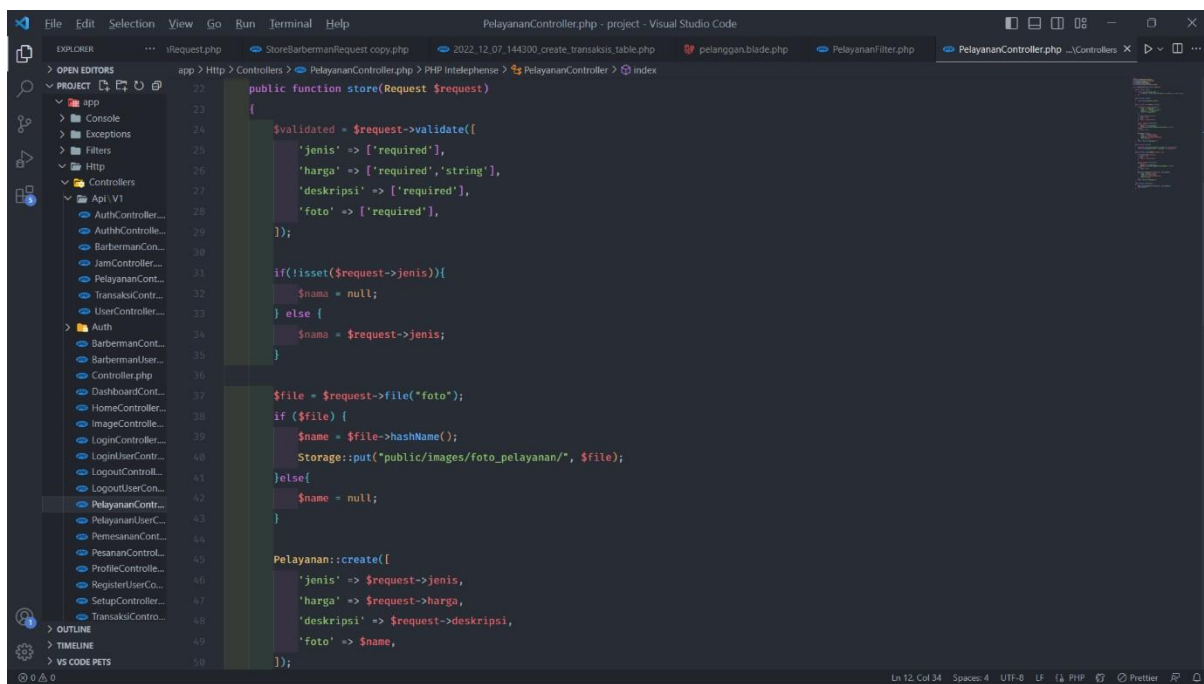 File Edit Selection View Go Run Terminal Help
PelayananController.php - project - Visual Studio Code
EXPLORER
iRequest.php
StoreBarbermanRequest copy.php
2022_12_07_144300_create_transaksis_table.php
pelanggan.blade.php
PelayananFilter.php
PelayananController.php ...\Controllers
app > Http > Controllers > PelayananController.php > PHP Intelephense > PelayananController > index
OPEN EDITORS
PROJECT
app
Console
Exceptions
Filters
Http
Controllers
Api\V1
AuthController....
AuthhControlle...
BarbermanCon...
JamController....
PelayananCont...
TransaksiContr...
UserController....
Auth
BarbermanCont...
BarbermanUser...
Controller.php
DashboardCont...
HomeController...
ImageControlle...
LoginController....
LoginUserContr...
LogoutControll...
LogoutUserCon...
PelayananContr...
PelayananUserC...
PemesananCont...
PesananControl...
ProfileControlle...
RegisterUserCo...
SetupController...
TransaksiContro...
OUTLINE
TIMELINE
VS CODE PETS
22 public function store(Request $request)
23 {
24 $validated = $request->validate([
25 'jenis' => ['required'],
26 'harga' => ['required','string'],
27 'deskripsi' => ['required'],
28 'foto' => ['required'],
29 ]);
30
31 if(!isset($request->jenis)){
32 $nama = null;
33 } else {
34 $nama = $request->jenis;
35 }
36
37 $file = $request->file("foto");
38 if ($file) {
39 $name = $file->hashName();
40 Storage::put("public/images/foto_pelayanan/", $file);
41 }else{
42 $name = null;
43 }
44
45 Pelayanan::create([
46 'jenis' => $request->jenis,
47 'harga' => $request->harga,
48 'deskripsi' => $request->deskripsi,
49 'foto' => $name,
50 ]);
5
1
0 0
Ln 12, Col 34 Spaces: 4 UTF-8 LF PHP Prettier